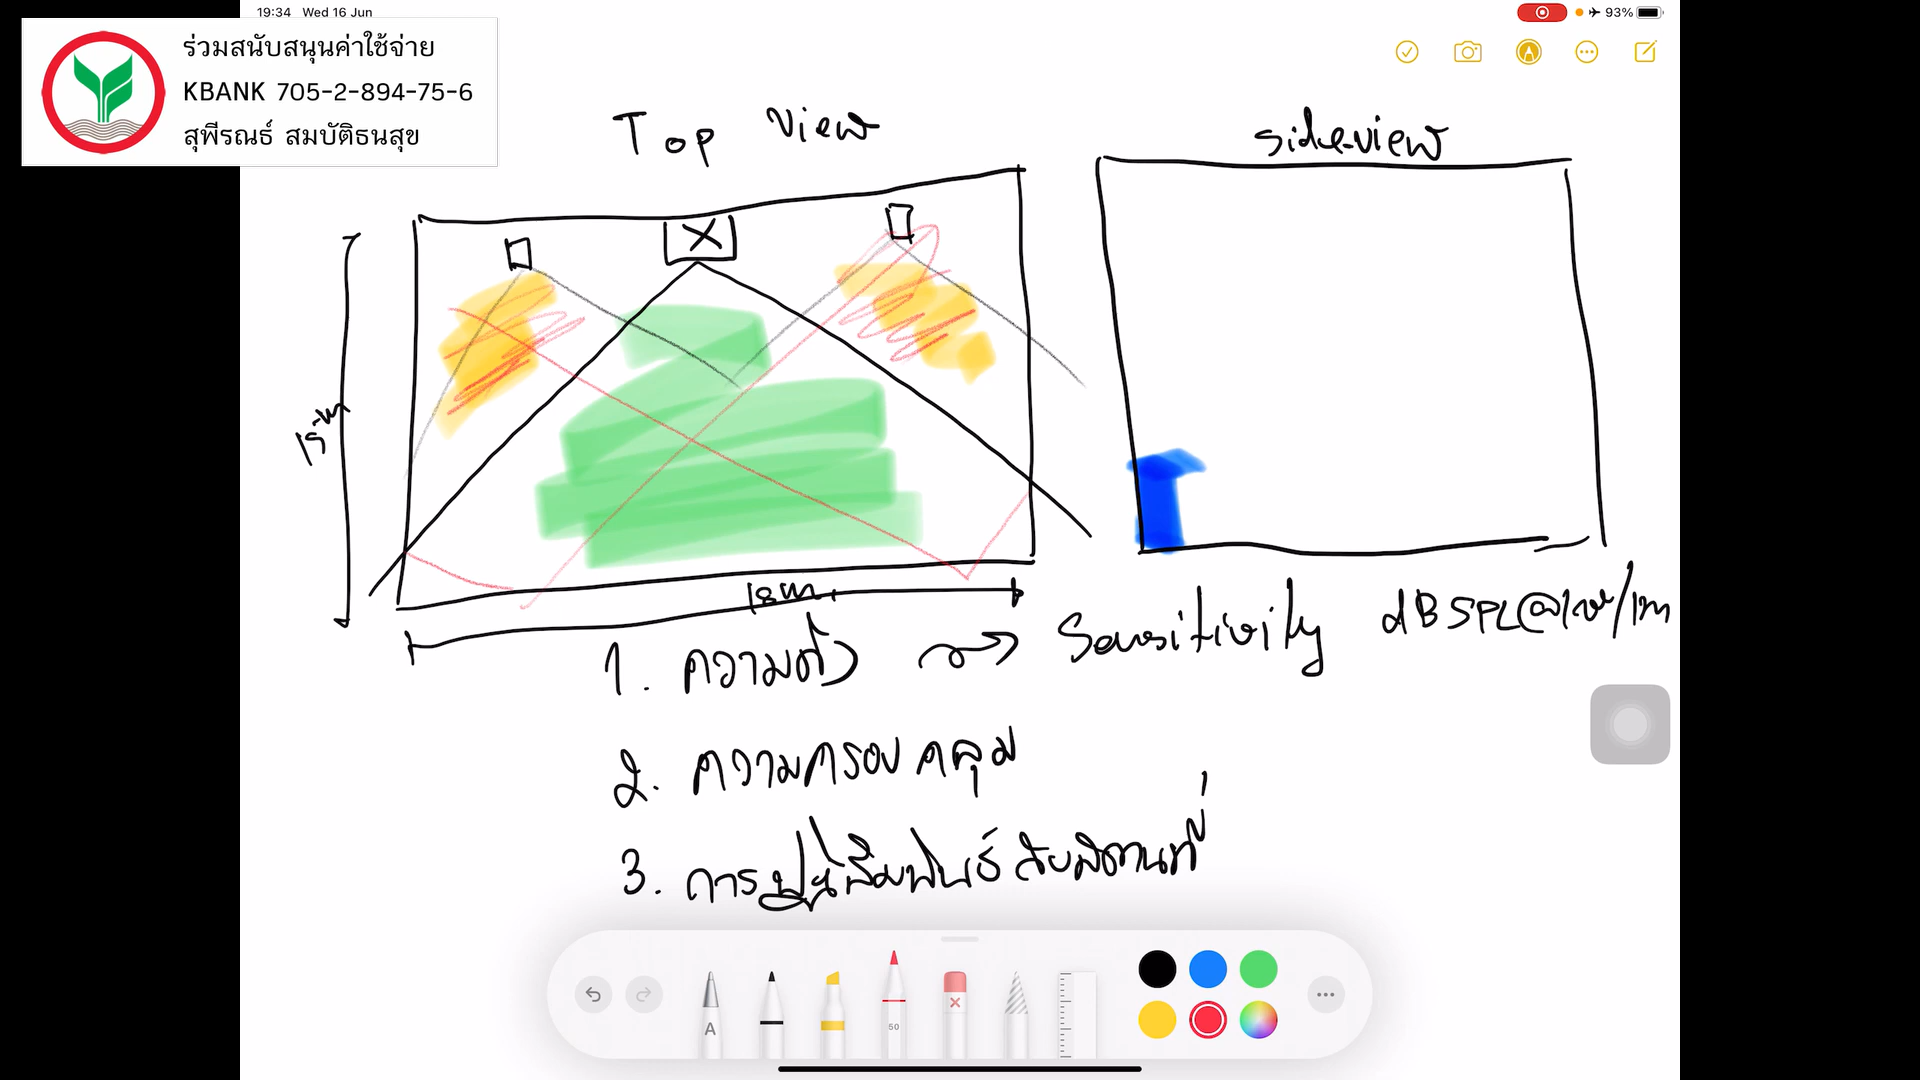 19:34 Wed 16 Jun
93%
ร่วมสนับสนุนค่าใช้จ่าย
KBANK 705-2-894-75-6
สุพีรณธ์ สมบัติธนสุข
Top View
side view
15m
18m.
1. ความดัง → Sensitivity dB SPL@1w/1m
2. ความครอบคลุม
3. การปฏิสัมพันธ์กับสถานที่
A
50